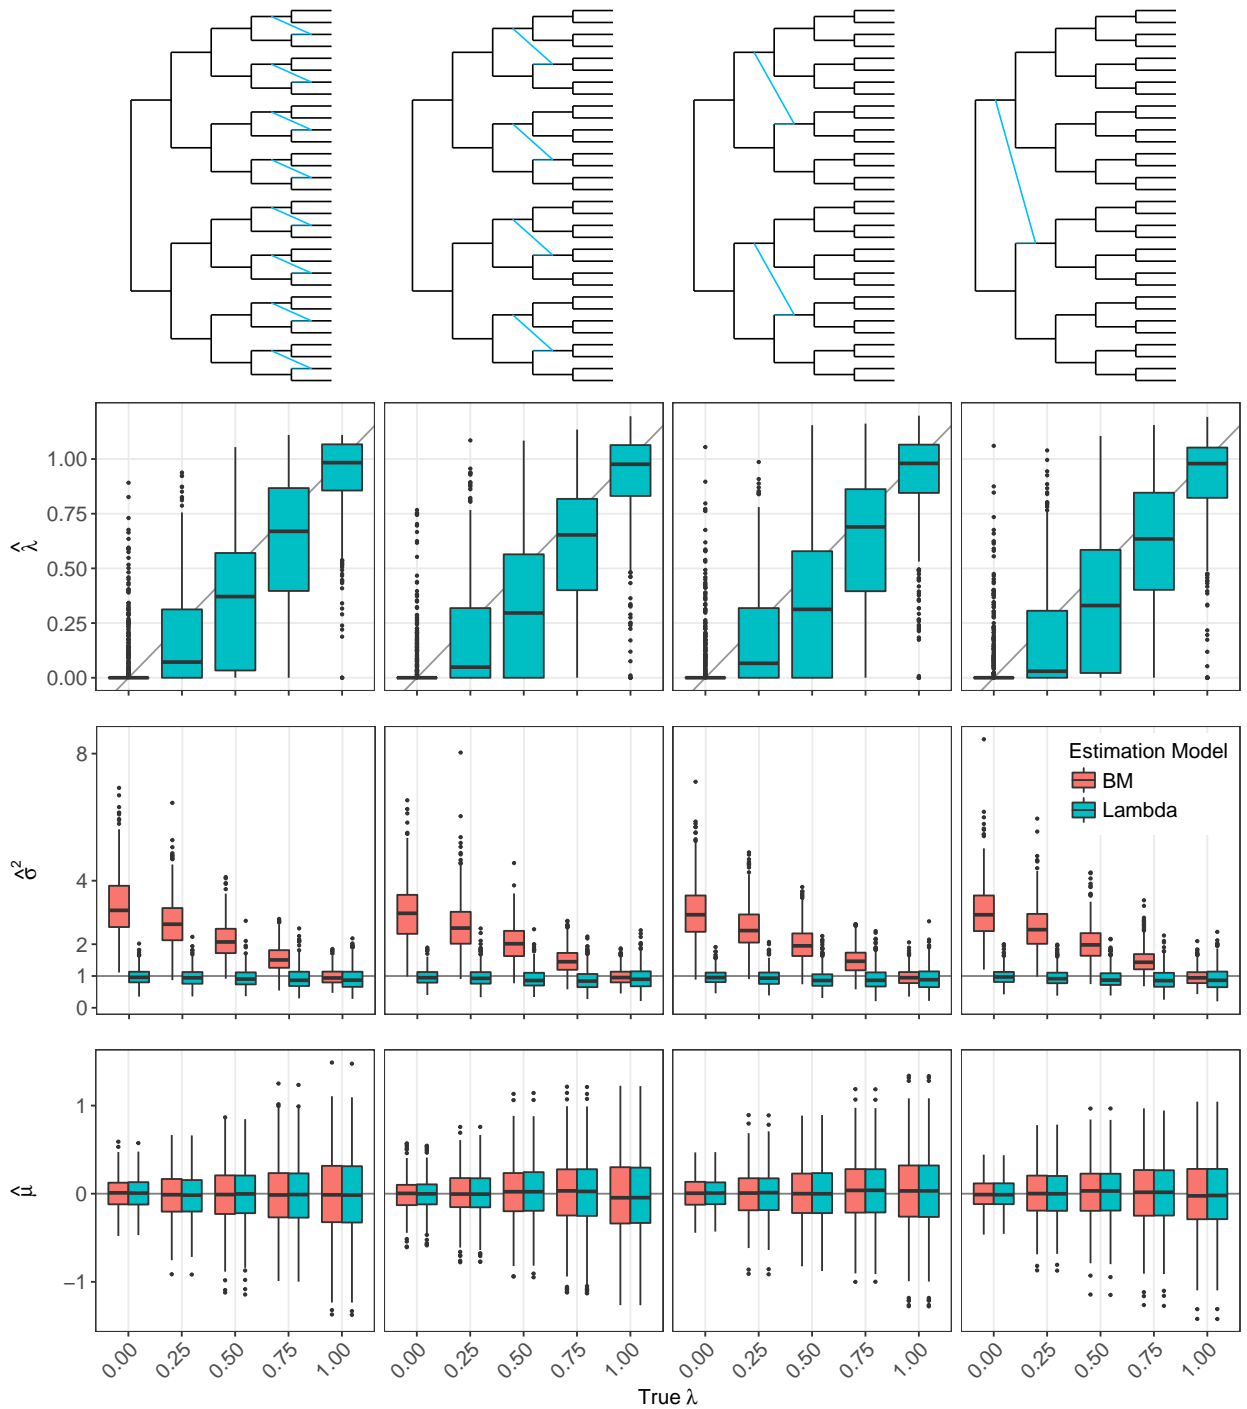 1.00
0.75
0.50
0.25
0.00
λ̂
8
4
2
1
0
σ̂²
Estimation Model
BM
Lambda
1
0
−1
μ̂
0.00 0.25 0.50 0.75 1.00 0.00 0.25 0.50 0.75 1.00 0.00 0.25 0.50 0.75 1.00 0.00 0.25 0.50 0.75 1.00
True λ